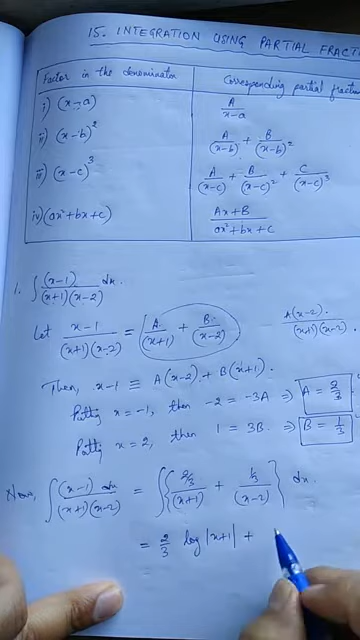 15. INTEGRATION USING PARTIAL FRACT
Factor in the denominator
Corresponding partial fraction
i) (x-a)
A/(x-a)
ii) (x-b)²
A/(x-b) + B/(x-b)²
iii) (x-c)³
A/(x-c) + B/(x-c)² + C/(x-c)³
iv) (ax²+bx+c)
(Ax+B)/(ax²+bx+c)
1. ∫ (x-1)/((x+1)(x-2)) dx.
Let (x-1)/((x+1)(x-2)) = A/(x+1) + B/(x-2)
A(x-2)./((x+1)(x-2))
Then, x-1 ≡ A(x-2) + B(x+1).
Puttg x = -1, then -2 = -3A ⇒ A = 2/3
Puttg x = 2, then 1 = 3B ⇒ B = 1/3
Now, ∫ (x-1) dx/((x+1)(x-2)) = ∫ { (2/3)/(x+1) + (1/3)/(x-2) } dx.
= 2/3 log |x+1| +